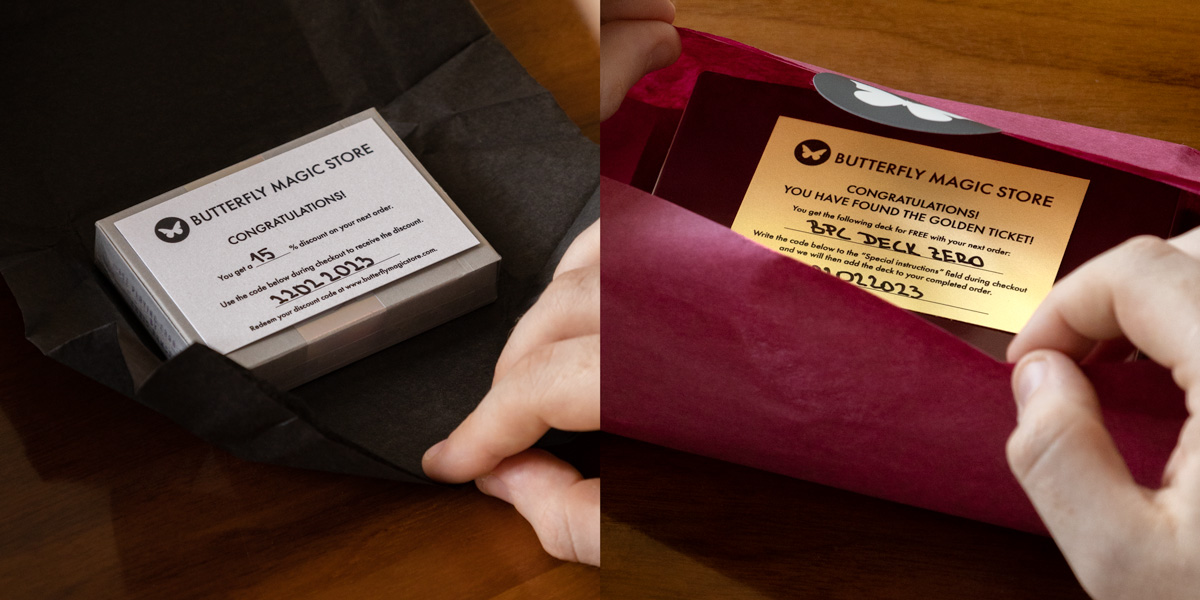 BUTTERFLY MAGIC STORE
CONGRATULATIONS!
You get a 15 % discount on your next order.
Use the code below during checkout to receive the discount.
12022023
Redeem your discount code at www.butterflymagicstore.com.
BUTTERFLY MAGIC STORE
CONGRATULATIONS!
YOU HAVE FOUND THE GOLDEN TICKET!
You get the following deck for FREE with your next order:
BPC DECK ZERO
Write the code below to the "Special instructions" field during checkout
and we will then add the deck to your completed order.